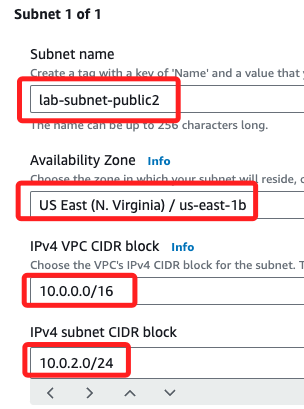 Subnet 1 of 1
Subnet name
Create a tag with a key of 'Name' and a value that
lab-subnet-public2
The name can be up to 256 characters long.
Availability Zone Info
Choose the zone in which your subnet will reside,
US East (N. Virginia) / us-east-1b
IPv4 VPC CIDR block Info
Choose the VPC's IPv4 CIDR block for the subnet.
10.0.0.0/16
IPv4 subnet CIDR block
10.0.2.0/24